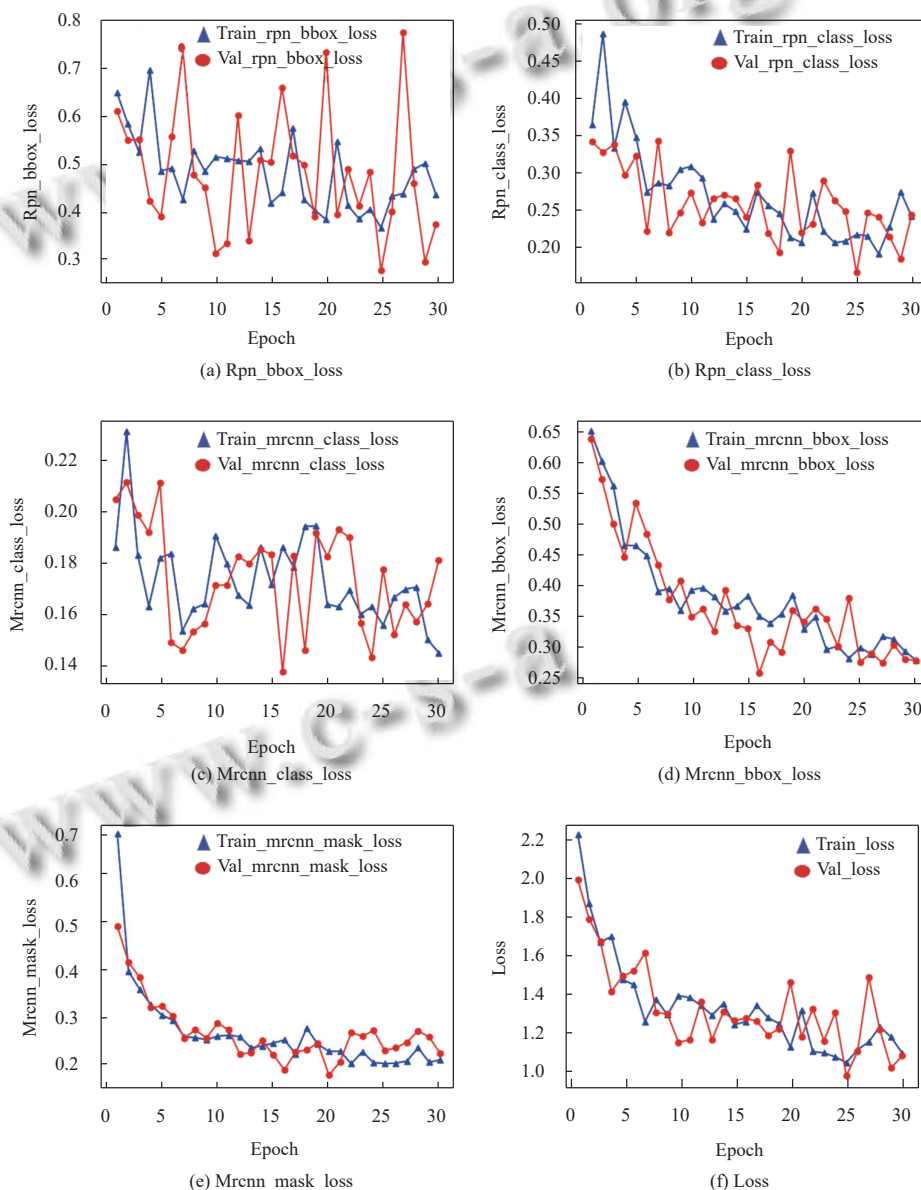 0.8
0.7
0.6
0.5
0.4
0.3
Rpn_bbox_loss
Train_rpn_bbox_loss
Val_rpn_bbox_loss
0 5 10 15 20 25 30
Epoch
(a) Rpn_bbox_loss
0.50
0.45
0.40
0.35
0.30
0.25
0.20
Rpn_class_loss
Train_rpn_class_loss
Val_rpn_class_loss
0 5 10 15 20 25 30
Epoch
(b) Rpn_class_loss
0.22
0.20
0.18
0.16
0.14
Mrcnn_class_loss
Train_mrcnn_class_loss
Val_mrcnn_class_loss
0 5 10 15 20 25 30
Epoch
(c) Mrcnn_class_loss
0.65
0.60
0.55
0.50
0.45
0.40
0.35
0.30
0.25
Mrcnn_bbox_loss
Train_mrcnn_bbox_loss
Val_mrcnn_bbox_loss
0 5 10 15 20 25 30
Epoch
(d) Mrcnn_bbox_loss
0.7
0.6
0.5
0.4
0.3
0.2
Mrcnn_mask_loss
Train_mrcnn_mask_loss
Val_mrcnn_mask_loss
0 5 10 15 20 25 30
Epoch
(e) Mrcnn_mask_loss
2.2
2.0
1.8
1.6
1.4
1.2
1.0
Loss
Train_loss
Val_loss
0 5 10 15 20 25 30
Epoch
(f) Loss
www.c-s-a